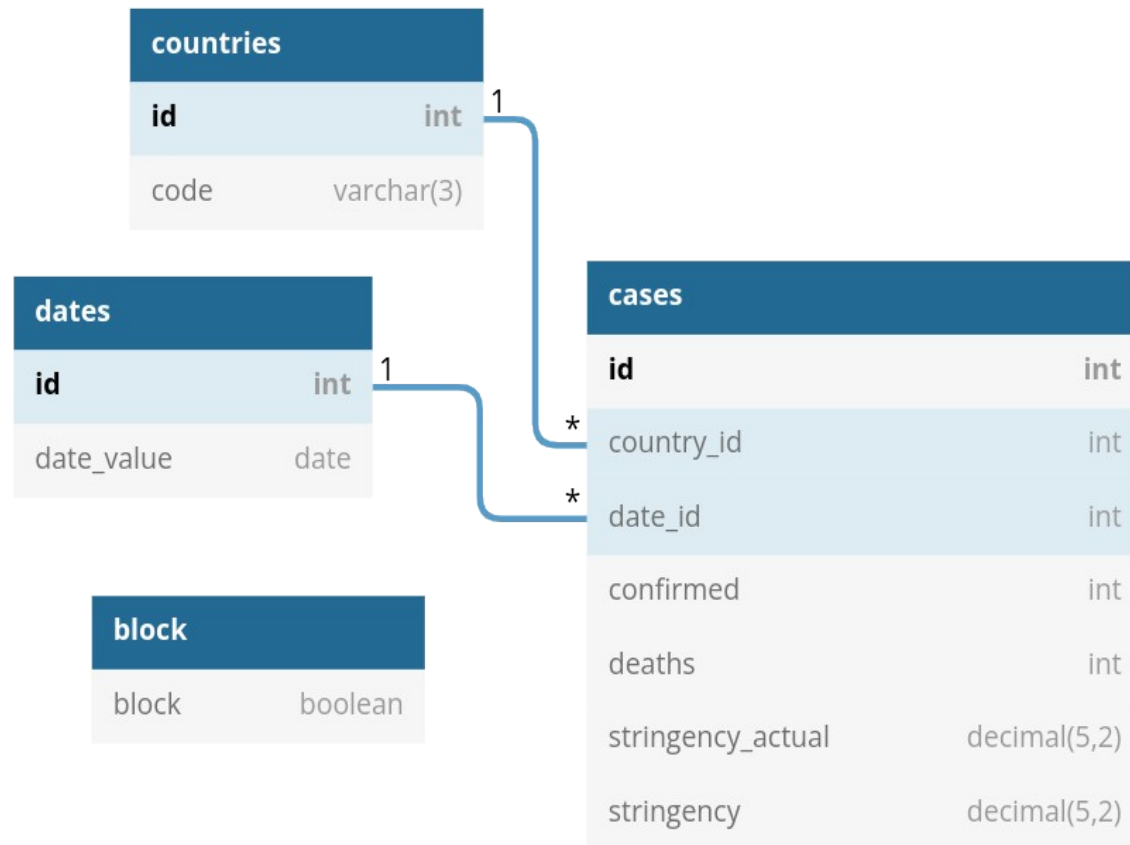 countries
id int
code varchar(3)
1
dates
id int
date_value date
1
block
block boolean
cases
id int
* country_id int
* date_id int
confirmed int
deaths int
stringency_actual decimal(5,2)
stringency decimal(5,2)